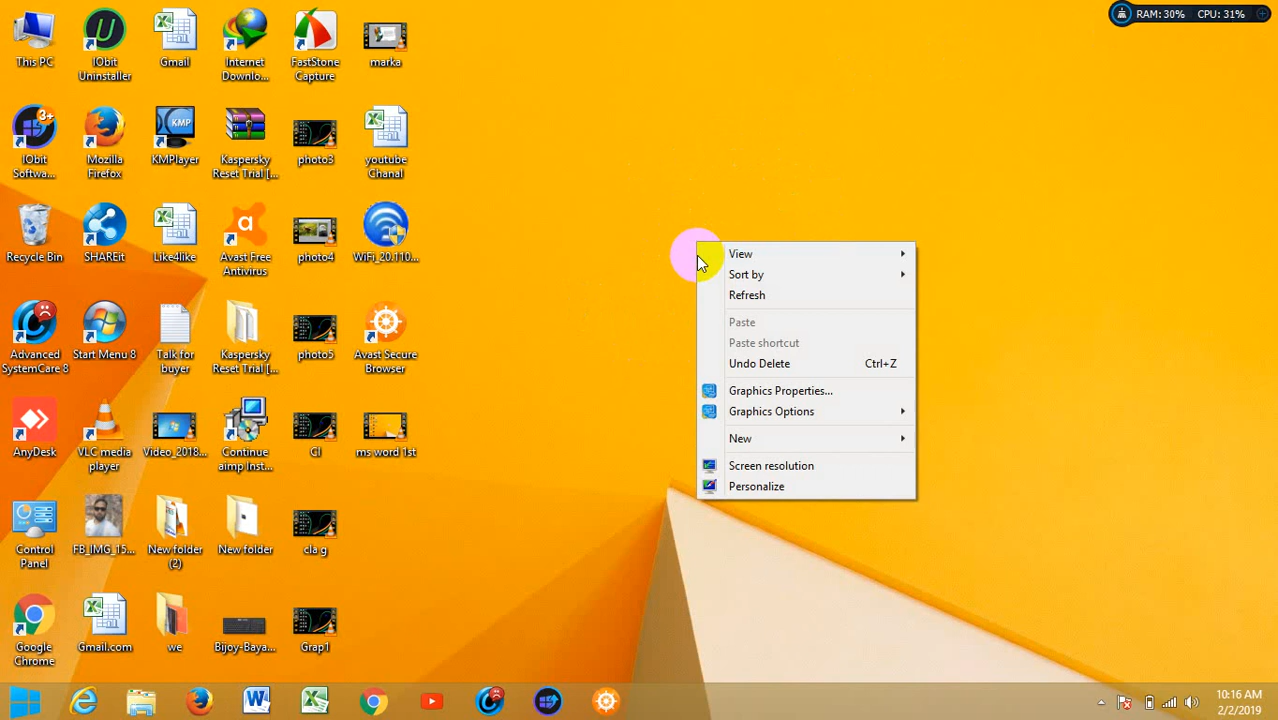 RAM: 30% CPU: 31%
This PC
IObit
Uninstaller
Gmail
Internet
Downlo...
FastStone
Capture
marka
3+
IObit
Softwa...
Mozilla
Firefox
KMP
KMPlayer
Kaspersky
Reset Trial [...
photo3
youtube
Chanal
Recycle Bin
SHAREit
Like4like
Avast Free
Antivirus
photo4
WiFi_20.110...
Advanced
SystemCare 8
Start Menu 8
Talk for
buyer
Kaspersky
Reset Trial [...
photo5
Avast Secure
Browser
AnyDesk
VLC media
player
Video_2018...
Continue
aimp Inst...
Cl
ms word 1st
Control
Panel
FB_IMG_15...
New folder
(2)
New folder
cla g
Google
Chrome
Gmail.com
we
Bijoy-Baya...
Grap1
View
Sort by
Refresh
Paste
Paste shortcut
Undo Delete Ctrl+Z
Graphics Properties...
Graphics Options
New
Screen resolution
Personalize
10:16 AM
2/2/2019